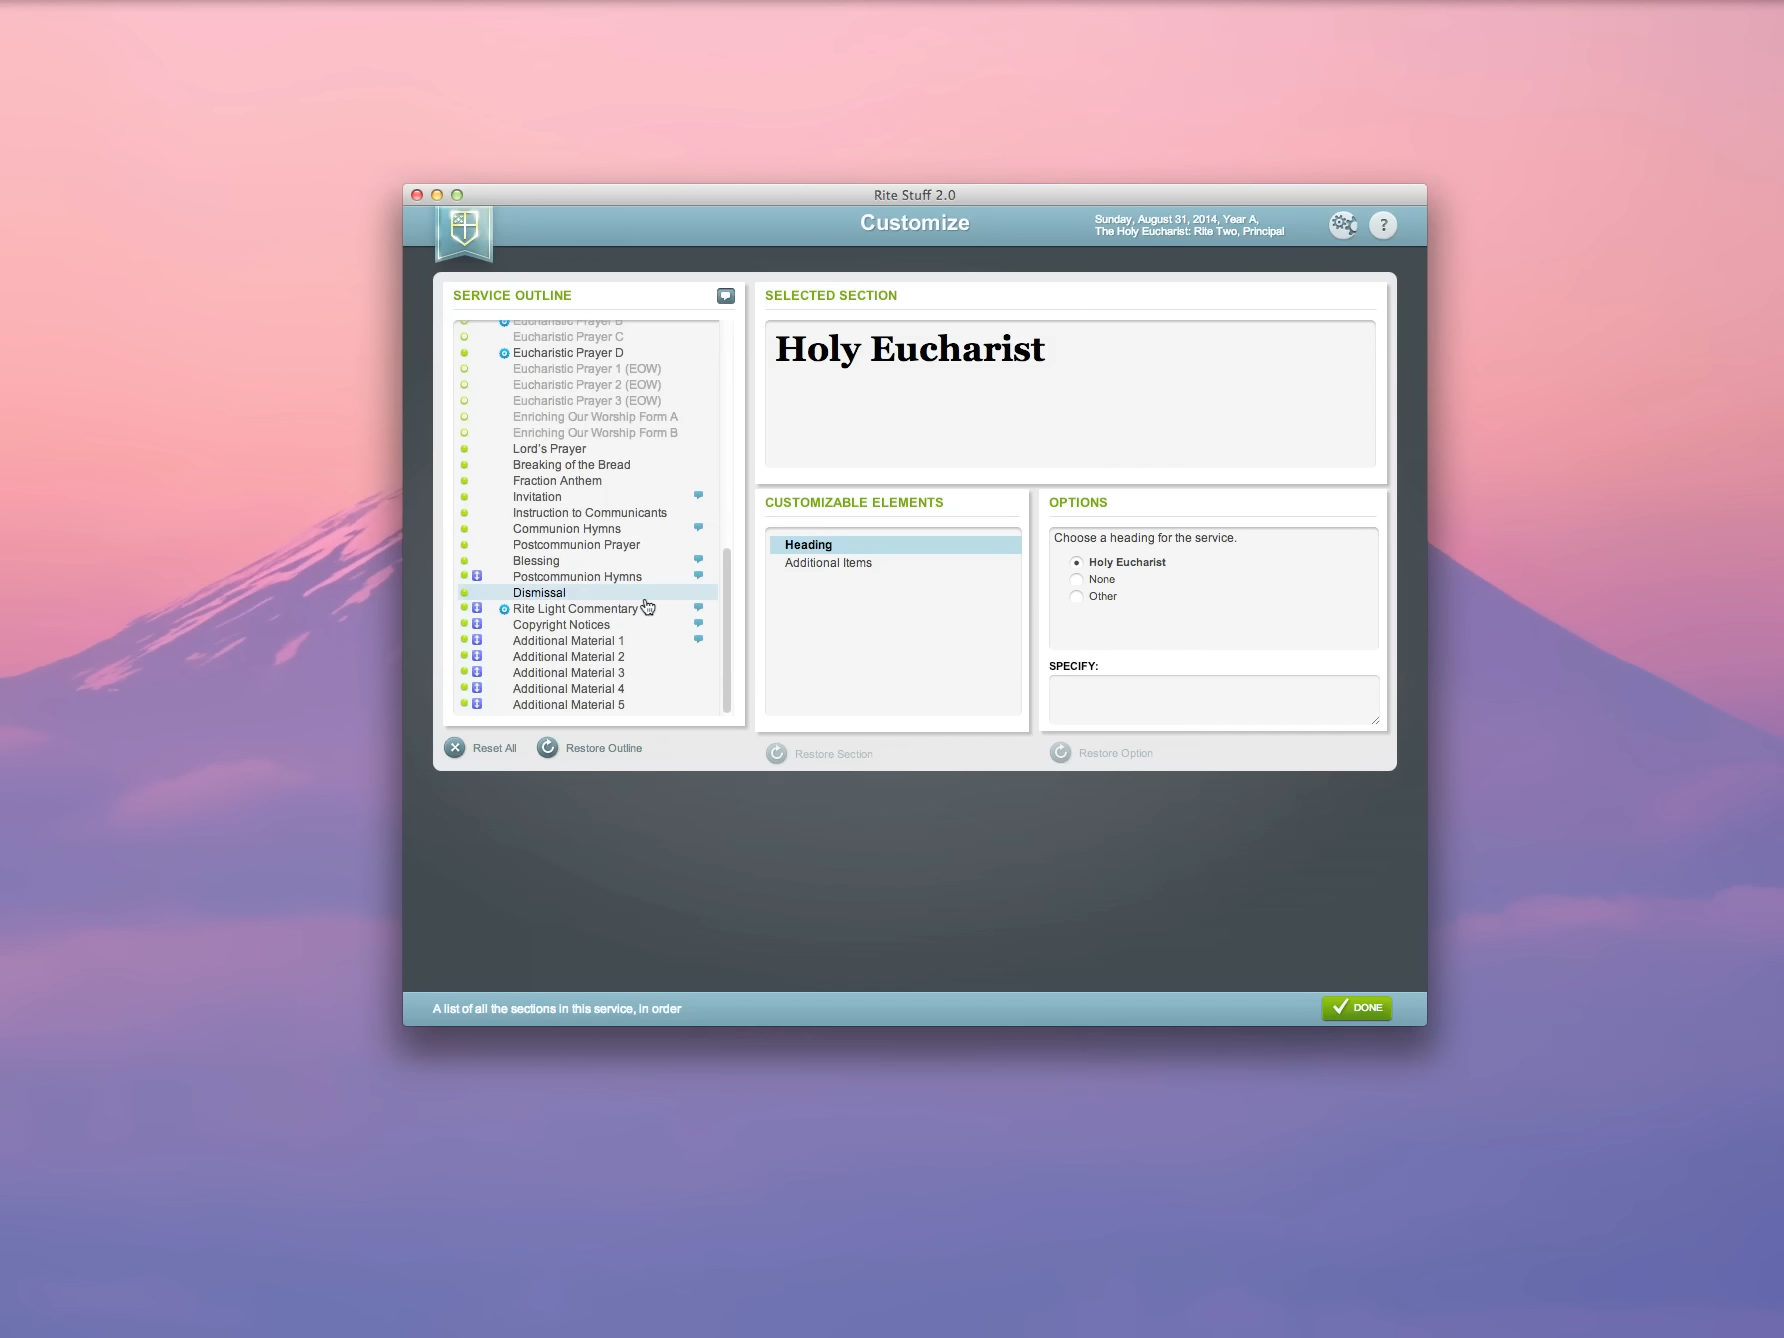 Rite Stuff 2.0
Customize
Sunday, August 31, 2014, Year A,
The Holy Eucharist: Rite Two, Principal
?
SERVICE OUTLINE
Eucharistic Prayer B
Eucharistic Prayer C
Eucharistic Prayer D
Eucharistic Prayer 1 (EOW)
Eucharistic Prayer 2 (EOW)
Eucharistic Prayer 3 (EOW)
Enriching Our Worship Form A
Enriching Our Worship Form B
Lord's Prayer
Breaking of the Bread
Fraction Anthem
Invitation
Instruction to Communicants
Communion Hymns
Postcommunion Prayer
Blessing
Postcommunion Hymns
Dismissal
Rite Light Commentary
Copyright Notices
Additional Material 1
Additional Material 2
Additional Material 3
Additional Material 4
Additional Material 5
Reset All
Restore Outline
SELECTED SECTION
Holy Eucharist
CUSTOMIZABLE ELEMENTS
Heading
Additional Items
Restore Section
OPTIONS
Choose a heading for the service.
Holy Eucharist
None
Other
SPECIFY:
Restore Option
A list of all the sections in this service, in order
DONE